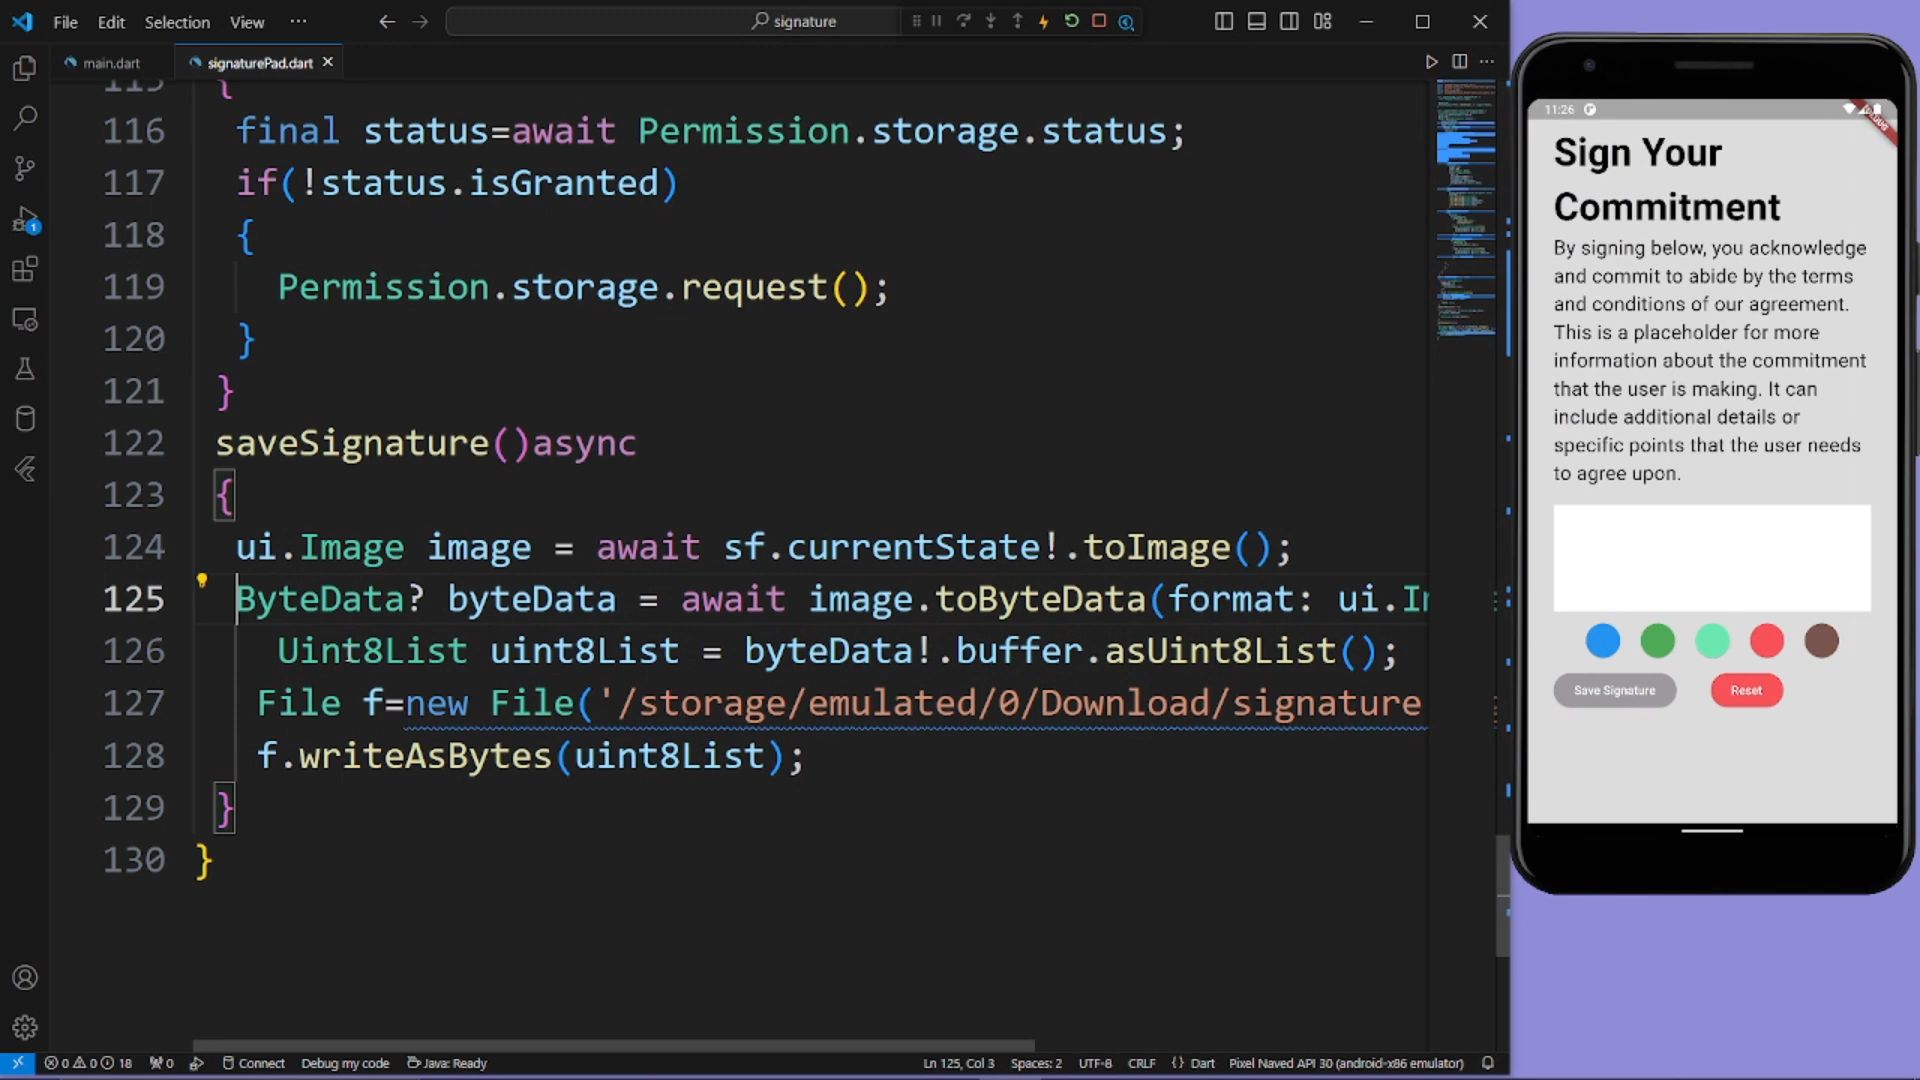 File Edit Selection View ··· signature
main.dart signaturePad.dart
115 {
116 final status=await Permission.storage.status;
117 if(!status.isGranted)
118 {
119 Permission.storage.request();
120 }
121 }
122 saveSignature()async
123 {
124 ui.Image image = await sf.currentState!.toImage();
125 ByteData? byteData = await image.toByteData(format: ui.I
126 Uint8List uint8List = byteData!.buffer.asUint8List();
127 File f=new File('/storage/emulated/0/Download/signature
128 f.writeAsBytes(uint8List);
129 }
130 }
1
0 0 18 0 Connect Debug my code Java: Ready Ln 125, Col 3 Spaces: 2 UTF-8 CRLF {} Dart Pixel Naved API 30 (android-x86 emulator)
11:26
Sign Your
Commitment
By signing below, you acknowledge
and commit to abide by the terms
and conditions of our agreement.
This is a placeholder for more
information about the commitment
that the user is making. It can
include additional details or
specific points that the user needs
to agree upon.
Save Signature Reset